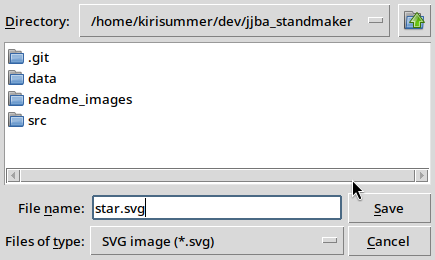 Directory: /home/kirisummer/dev/jjba_standmaker
.git
data
readme_images
src
File name: star.svg Save
Files of type: SVG image (*.svg) Cancel